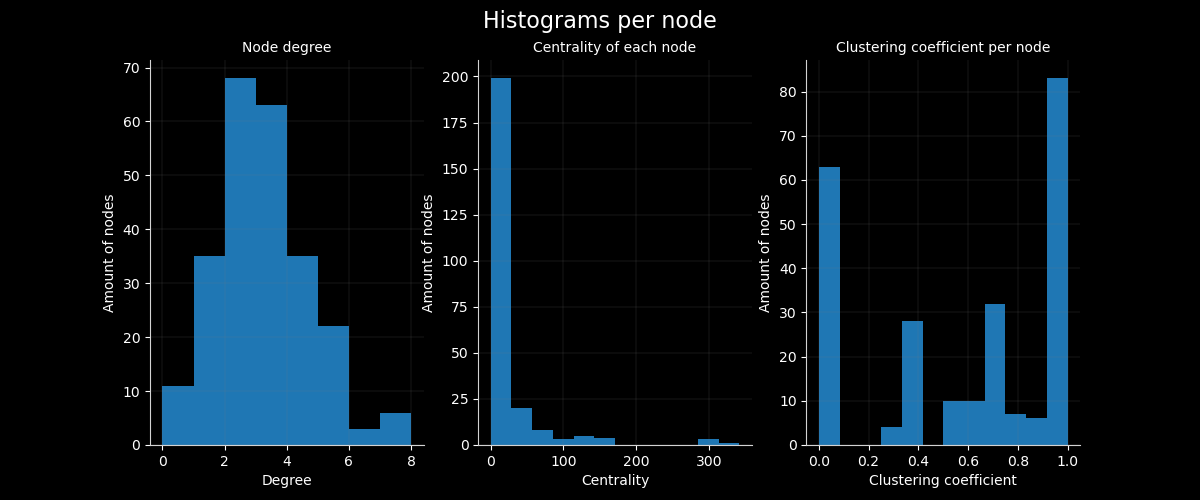 Histograms per node
Node degree
Amount of nodes
70
60
50
40
30
20
10
0
0 2 4 6 8
Degree
Centrality of each node
Amount of nodes
200
175
150
125
100
75
50
25
0
0 100 200 300
Centrality
Clustering coefficient per node
Amount of nodes
80
70
60
50
40
30
20
10
0
0.0 0.2 0.4 0.6 0.8 1.0
Clustering coefficient